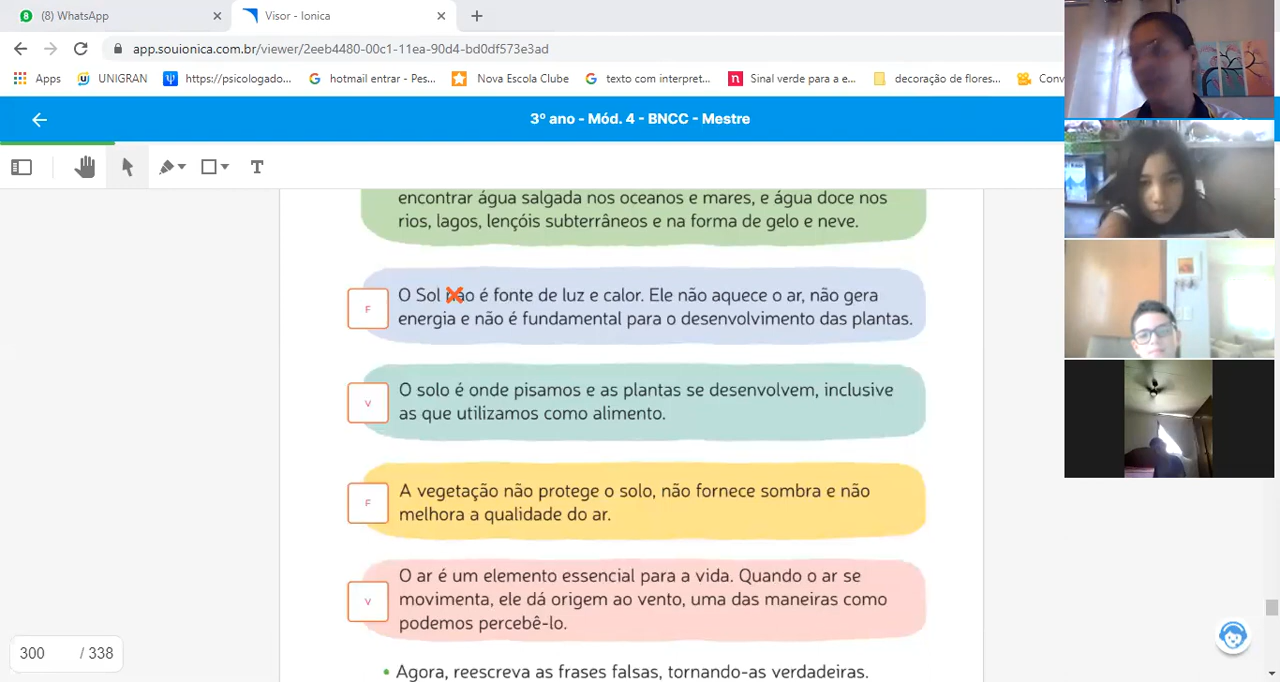 (8) WhatsApp
Visor - Ionica
app.souionica.com.br/viewer/2eeb4480-00c1-11ea-90d4-bd0df573e3ad
Apps
UNIGRAN
https://psicologado...
hotmail entrar - Pes...
Nova Escola Clube
texto com interpret...
Sinal verde para a e...
decoração de flores...
Conv
3º ano - Mód. 4 - BNCC - Mestre
T
encontrar água salgada nos oceanos e mares, e água doce nos
rios, lagos, lençóis subterrâneos e na forma de gelo e neve.
F
O Sol não é fonte de luz e calor. Ele não aquece o ar, não gera
energia e não é fundamental para o desenvolvimento das plantas.
V
O solo é onde pisamos e as plantas se desenvolvem, inclusive
as que utilizamos como alimento.
F
A vegetação não protege o solo, não fornece sombra e não
melhora a qualidade do ar.
V
O ar é um elemento essencial para a vida. Quando o ar se
movimenta, ele dá origem ao vento, uma das maneiras como
podemos percebê-lo.
• Agora, reescreva as frases falsas, tornando-as verdadeiras.
300 / 338